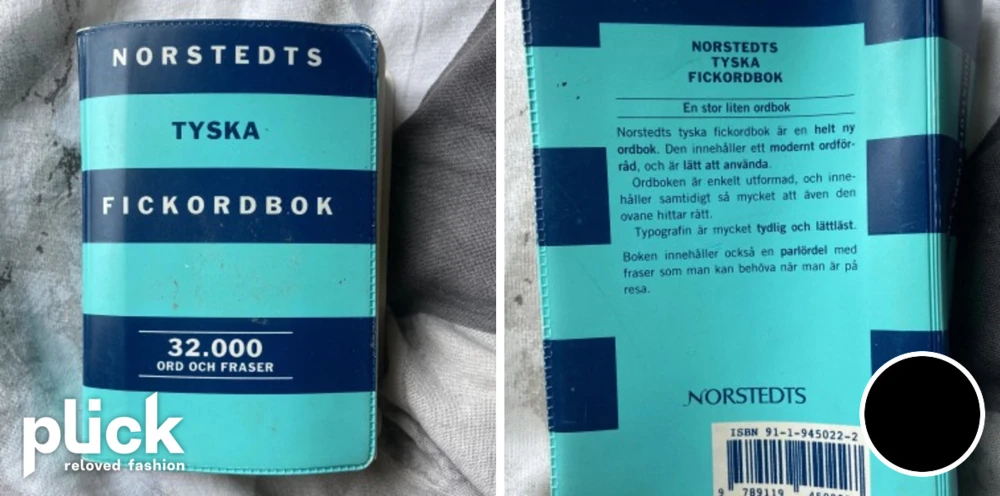 NORSTEDTS
TYSKA
FICKORDBOK
32.000
ORD OCH FRASER
plick
reloved fashion
NORSTEDTS
TYSKA
FICKORDBOK
En stor liten ordbok
Norstedts tyska fickordbok är en helt ny
ordbok. Den innehåller ett modernt ordför-
råd, och är lätt att använda.
Ordboken är enkelt utformad, och inne-
håller samtidigt så mycket att även den
ovane hittar rätt.
Typografin är mycket tydlig och lättläst.
Boken innehåller också en parlördel med
fraser som man kan behöva när man är på
resa.
NORSTEDTS
ISBN 91-1-945022-2
9 789119